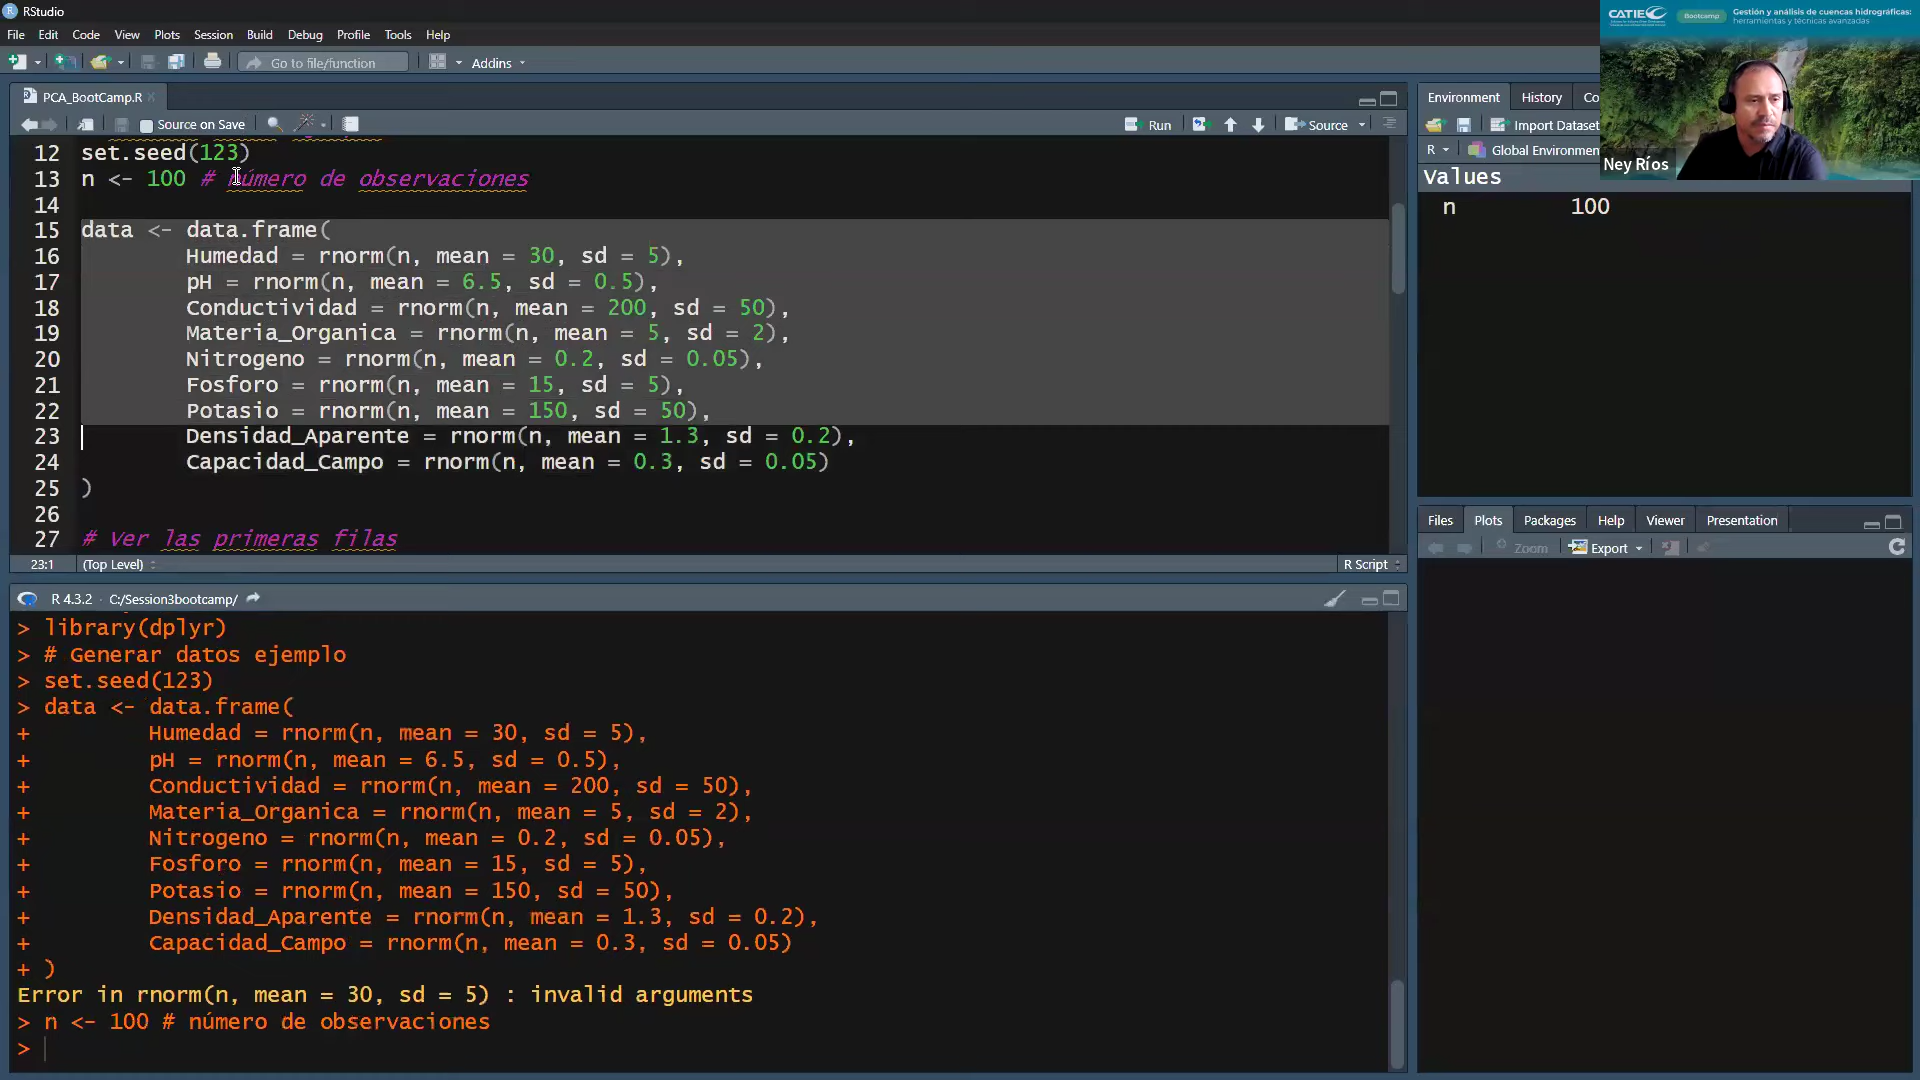 RStudio
File Edit Code View Plots Session Build Debug Profile Tools Help
Go to file/function
Addins
PCA_BootCamp.R
Source on Save
Run
Source
12 set.seed(123)
13 n <- 100 # número de observaciones
14
15 data <- data.frame(
16 Humedad = rnorm(n, mean = 30, sd = 5),
17 pH = rnorm(n, mean = 6.5, sd = 0.5),
18 Conductividad = rnorm(n, mean = 200, sd = 50),
19 Materia_Organica = rnorm(n, mean = 5, sd = 2),
20 Nitrogeno = rnorm(n, mean = 0.2, sd = 0.05),
21 Fosforo = rnorm(n, mean = 15, sd = 5),
22 Potasio = rnorm(n, mean = 150, sd = 50),
23 Densidad_Aparente = rnorm(n, mean = 1.3, sd = 0.2),
24 Capacidad_Campo = rnorm(n, mean = 0.3, sd = 0.05)
25 )
26
27 # Ver las primeras filas
23:1 (Top Level)
R Script
R 4.3.2 C:/Session3bootcamp/
> library(dplyr)
> # Generar datos ejemplo
> set.seed(123)
> data <- data.frame(
+ Humedad = rnorm(n, mean = 30, sd = 5),
+ pH = rnorm(n, mean = 6.5, sd = 0.5),
+ Conductividad = rnorm(n, mean = 200, sd = 50),
+ Materia_Organica = rnorm(n, mean = 5, sd = 2),
+ Nitrogeno = rnorm(n, mean = 0.2, sd = 0.05),
+ Fosforo = rnorm(n, mean = 15, sd = 5),
+ Potasio = rnorm(n, mean = 150, sd = 50),
+ Densidad_Aparente = rnorm(n, mean = 1.3, sd = 0.2),
+ Capacidad_Campo = rnorm(n, mean = 0.3, sd = 0.05)
+ )
Error in rnorm(n, mean = 30, sd = 5) : invalid arguments
> n <- 100 # número de observaciones
>
CATIE
Bootcamp
Gestión y análisis de cuencas hidrográficas:
herramientas y técnicas avanzadas
Ney Ríos
Environment History Co
Import Dataset
R Global Environmen
Values
n 100
Files Plots Packages Help Viewer Presentation
Zoom Export